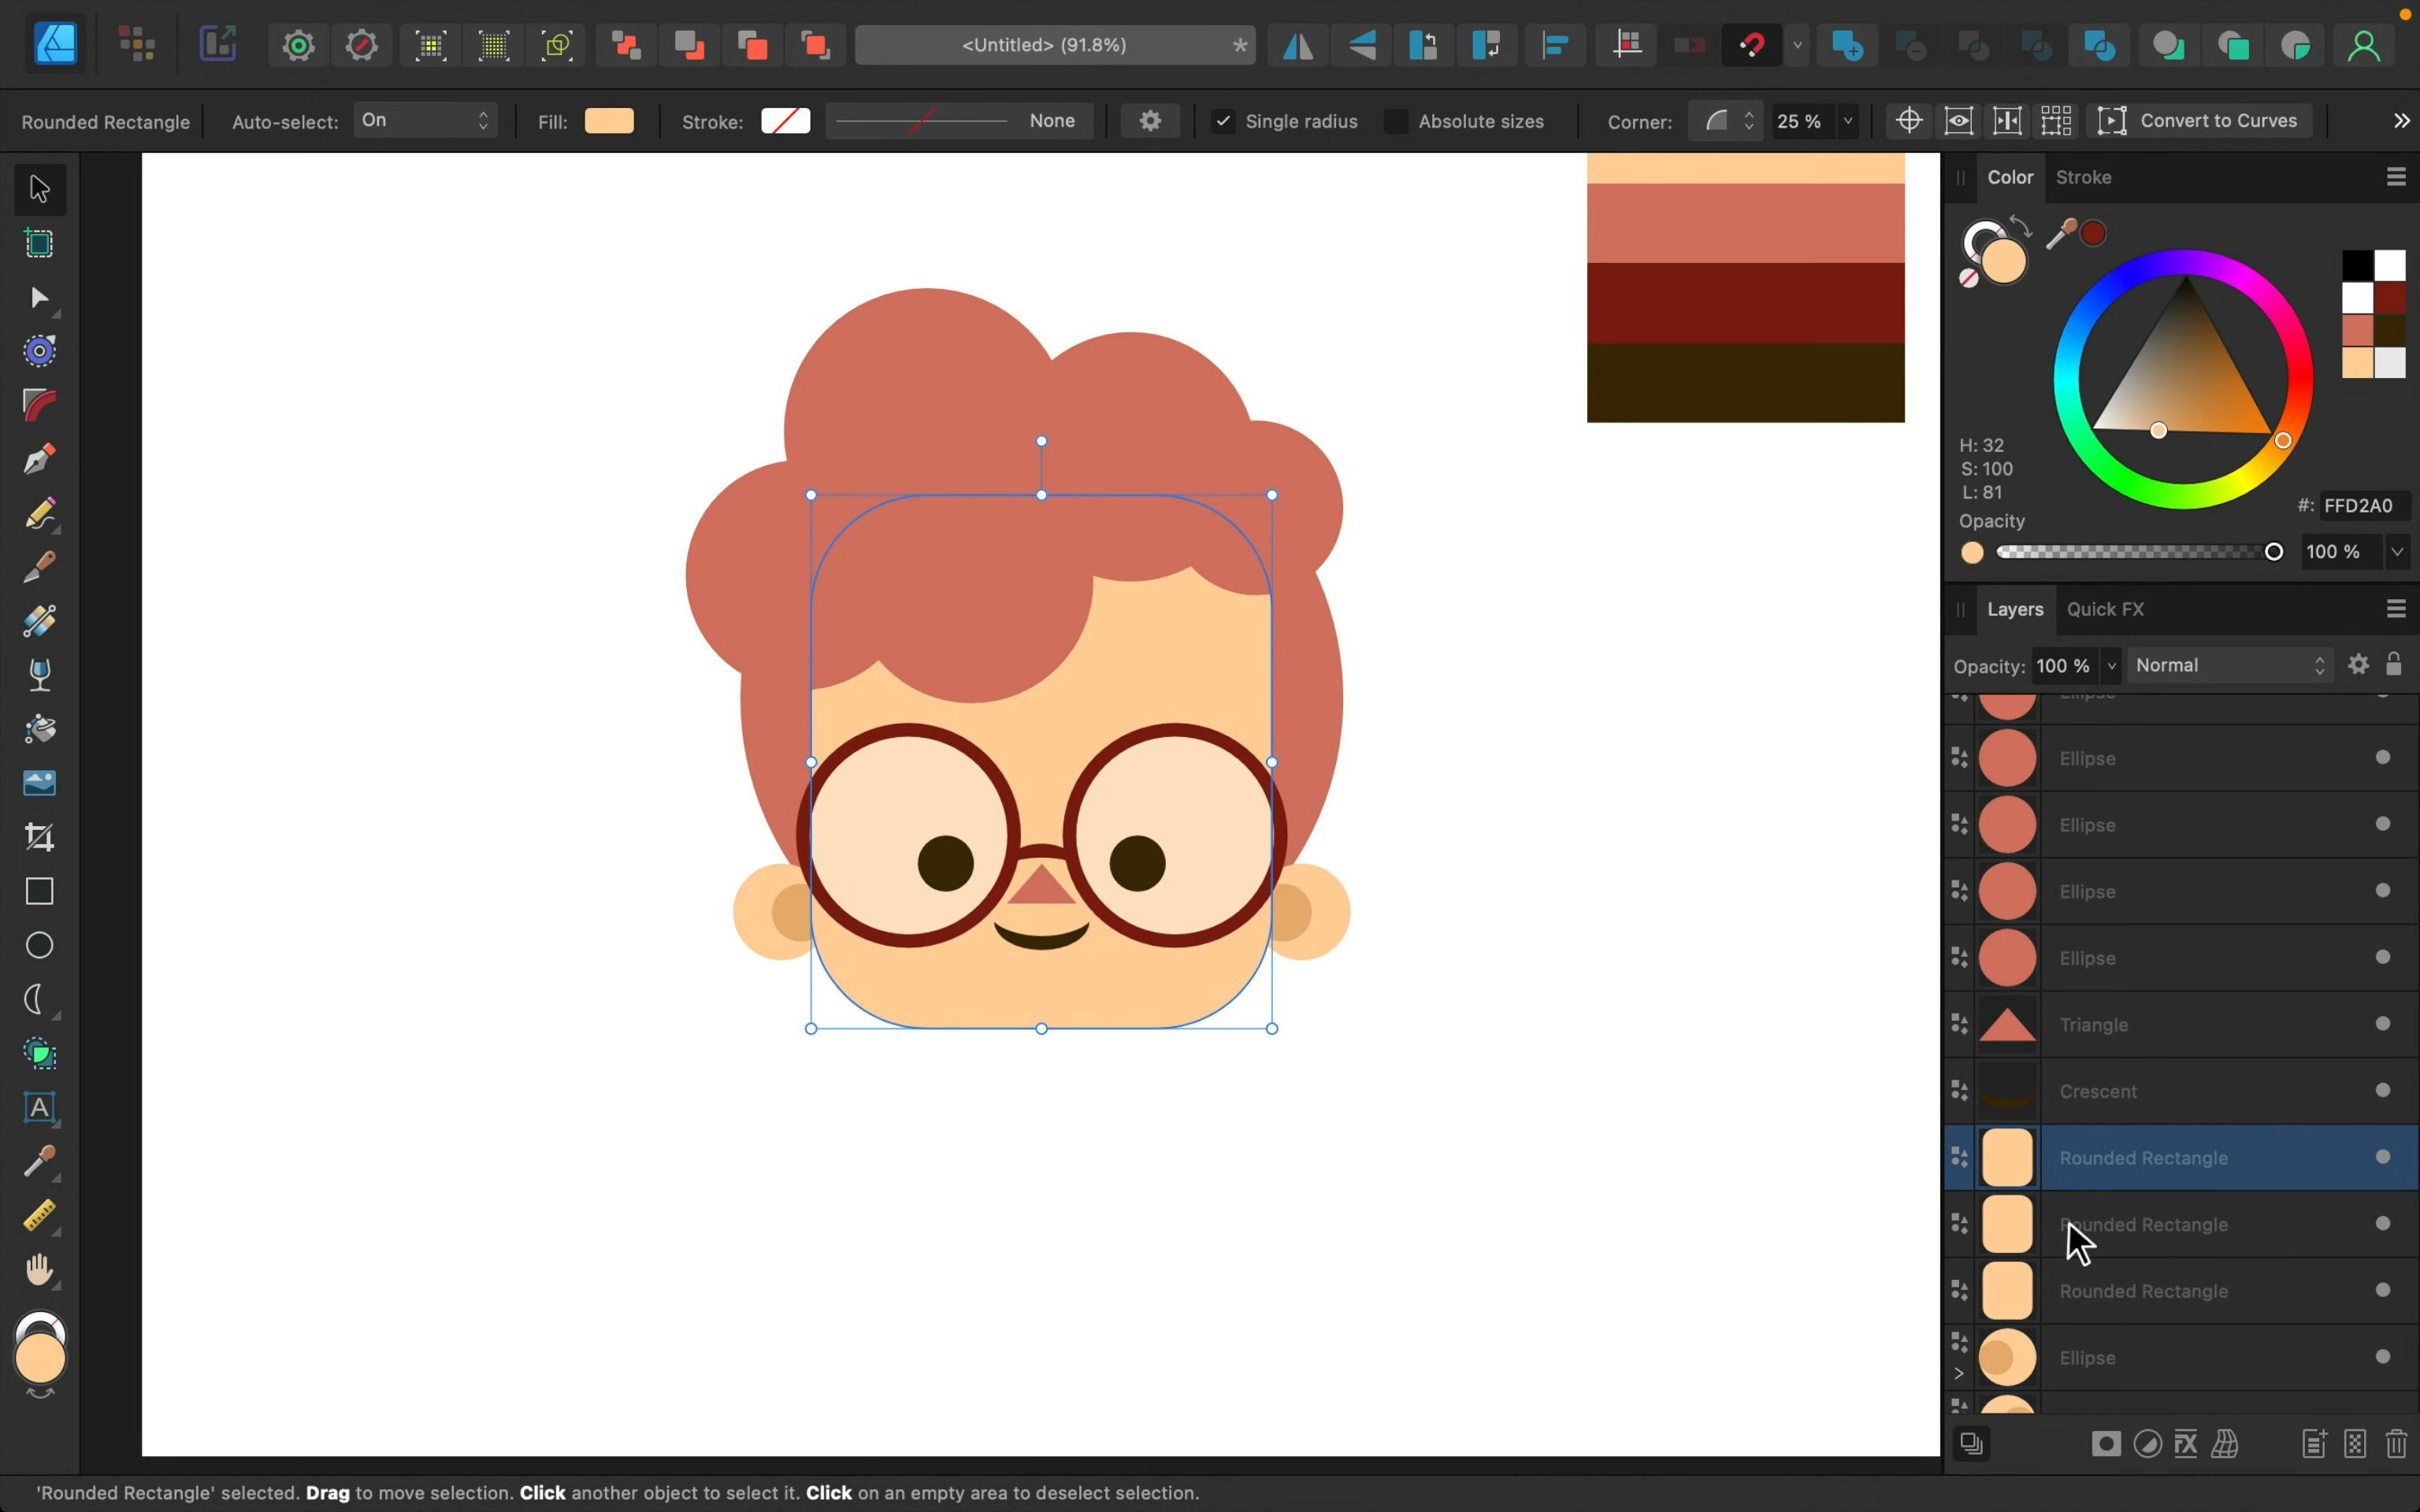 <Untitled> (91.8%)
*
Rounded Rectangle
Auto-select: On
Fill:
Stroke:
None
Single radius
Absolute sizes
Corner:
25 %
Convert to Curves
Color
Stroke
H: 32
S: 100
L: 81
#: FFD2A0
Opacity
100 %
Layers
Quick FX
Opacity: 100 %
Normal
Ellipse
Ellipse
Ellipse
Ellipse
Ellipse
Triangle
Crescent
Rounded Rectangle
Rounded Rectangle
Rounded Rectangle
Ellipse
'Rounded Rectangle' selected. Drag to move selection. Click another object to select it. Click on an empty area to deselect selection.